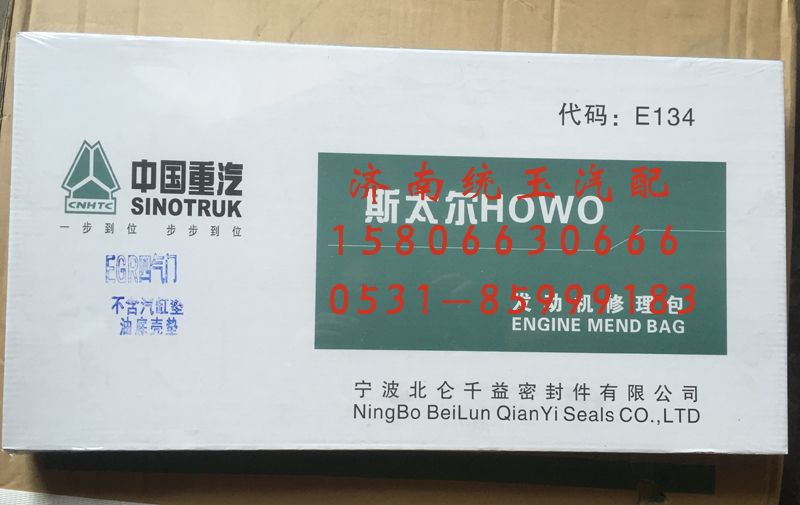 代码：E134
CNHTC
中国重汽
SINOTRUK
一步到位 步步到位
EGR四气门
不含汽缸垫
油底壳垫
济南统玉汽配
斯太尔HOWO
15806630666
0531-85999183
发动机修理包
ENGINE MEND BAG
宁波北仑千益密封件有限公司
NingBo BeiLun QianYi Seals CO.,LTD